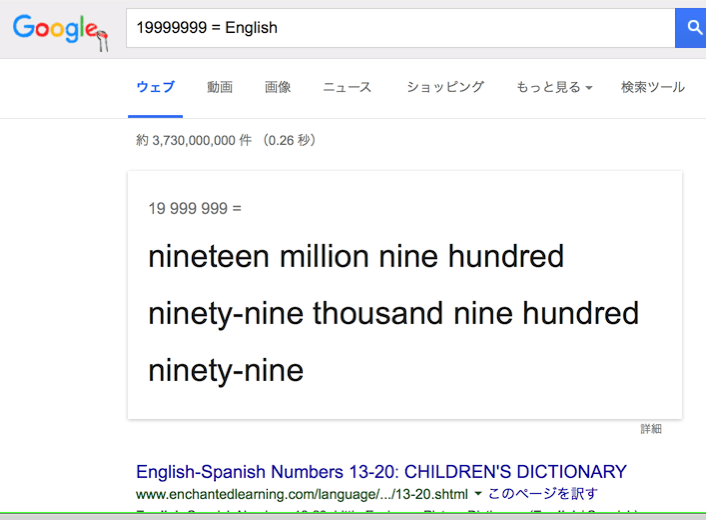 Google
19999999 = English
ウェブ 動画 画像 ニュース ショッピング もっと見る 検索ツール
約 3,730,000,000 件 （0.26 秒）
19 999 999 =
nineteen million nine hundred
ninety-nine thousand nine hundred
ninety-nine
詳細
English-Spanish Numbers 13-20: CHILDREN'S DICTIONARY
www.enchantedlearning.com/language/.../13-20.shtml このページを訳す